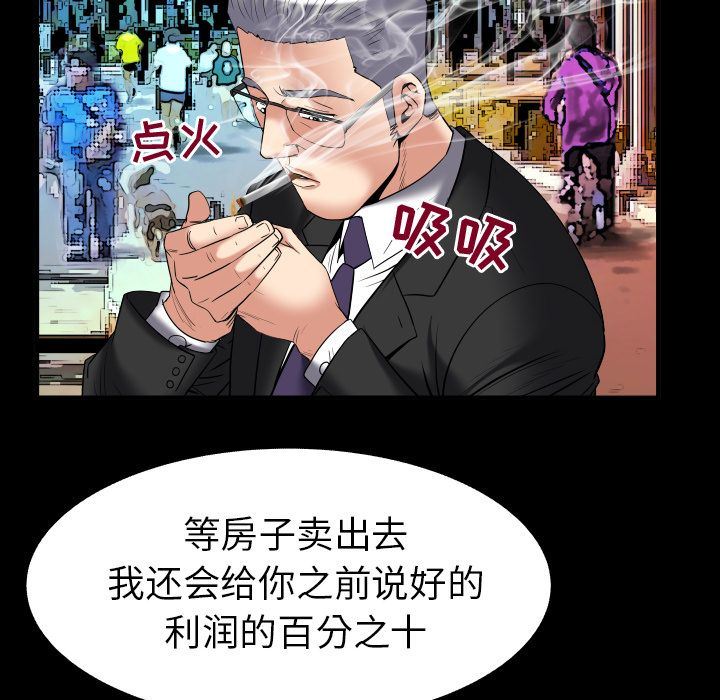 点火
吸吸
等房子卖出去
我还会给你之前说好的
利润的百分之十